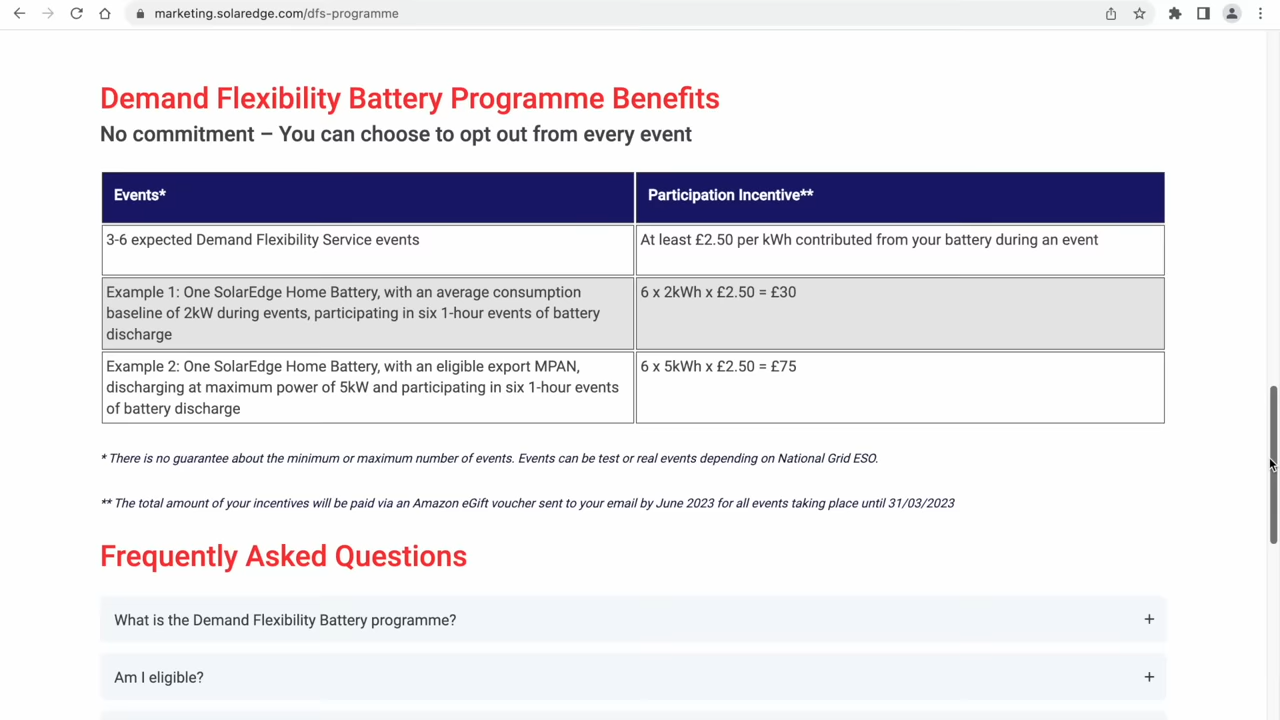 marketing.solaredge.com/dfs-programme
Demand Flexibility Battery Programme Benefits
No commitment – You can choose to opt out from every event
Events*
Participation Incentive**
3-6 expected Demand Flexibility Service events
At least £2.50 per kWh contributed from your battery during an event
Example 1: One SolarEdge Home Battery, with an average consumption
baseline of 2kW during events, participating in six 1-hour events of battery
discharge
6 x 2kWh x £2.50 = £30
Example 2: One SolarEdge Home Battery, with an eligible export MPAN,
discharging at maximum power of 5kW and participating in six 1-hour events
of battery discharge
6 x 5kWh x £2.50 = £75
* There is no guarantee about the minimum or maximum number of events. Events can be test or real events depending on National Grid ESO.
** The total amount of your incentives will be paid via an Amazon eGift voucher sent to your email by June 2023 for all events taking place until 31/03/2023
Frequently Asked Questions
What is the Demand Flexibility Battery programme?
+
Am I eligible?
+